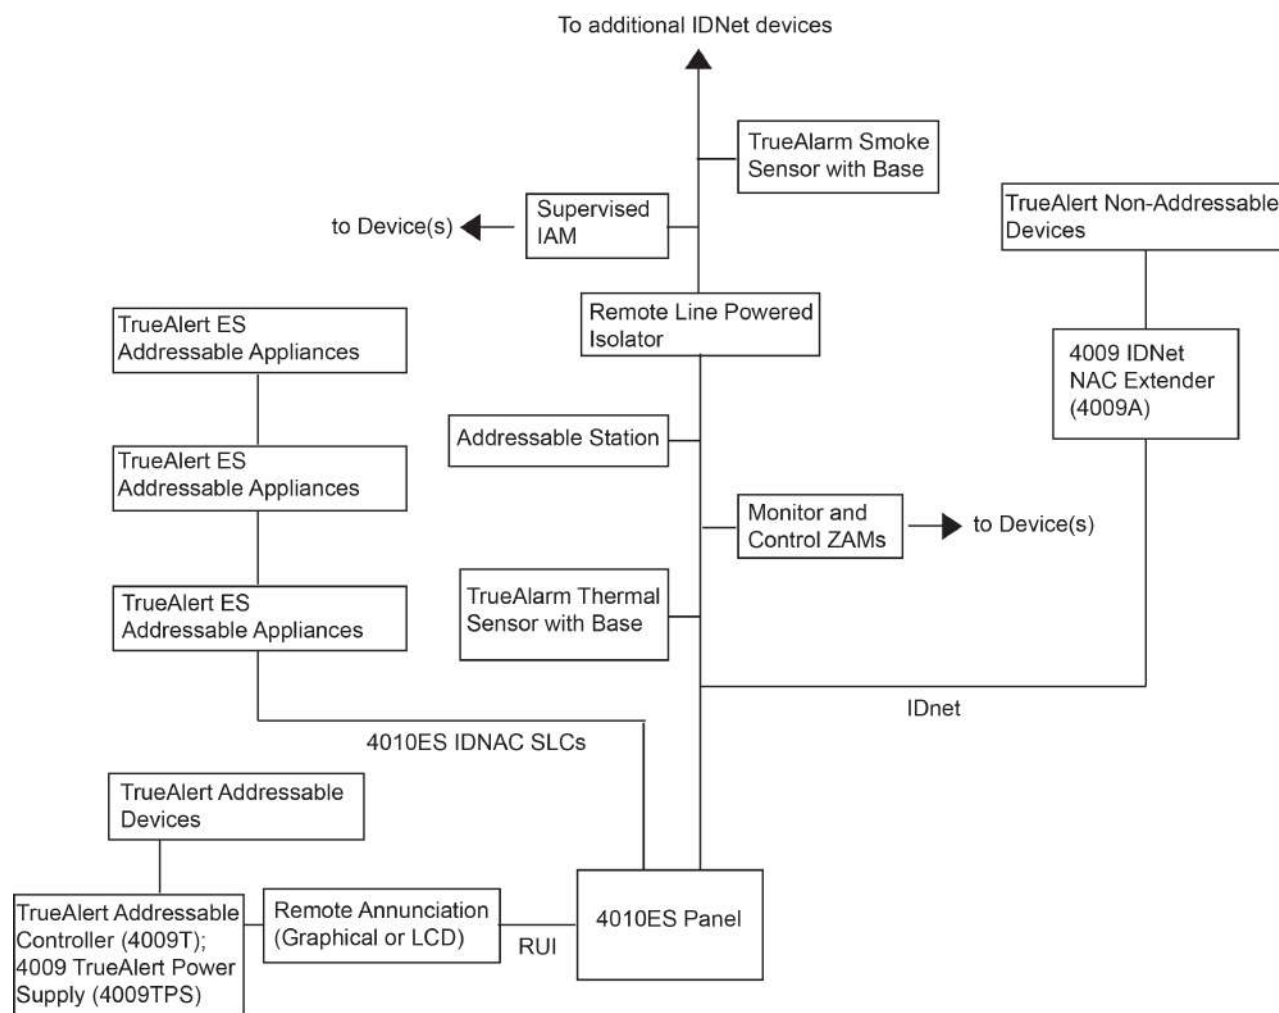 To additional IDNet devices
TrueAlarm Smoke
Sensor with Base
TrueAlert Non-Addressable
Devices
Supervised
IAM
to Device(s)
Remote Line Powered
Isolator
TrueAlert ES
Addressable Appliances
4009 IDNet
NAC Extender
(4009A)
Addressable Station
TrueAlert ES
Addressable Appliances
Monitor and
Control ZAMs
to Device(s)
TrueAlarm Thermal
Sensor with Base
TrueAlert ES
Addressable Appliances
IDnet
4010ES IDNAC SLCs
TrueAlert Addressable
Devices
TrueAlert Addressable
Controller (4009T);
4009 TrueAlert Power
Supply (4009TPS)
Remote Annunciation
(Graphical or LCD)
RUI
4010ES Panel